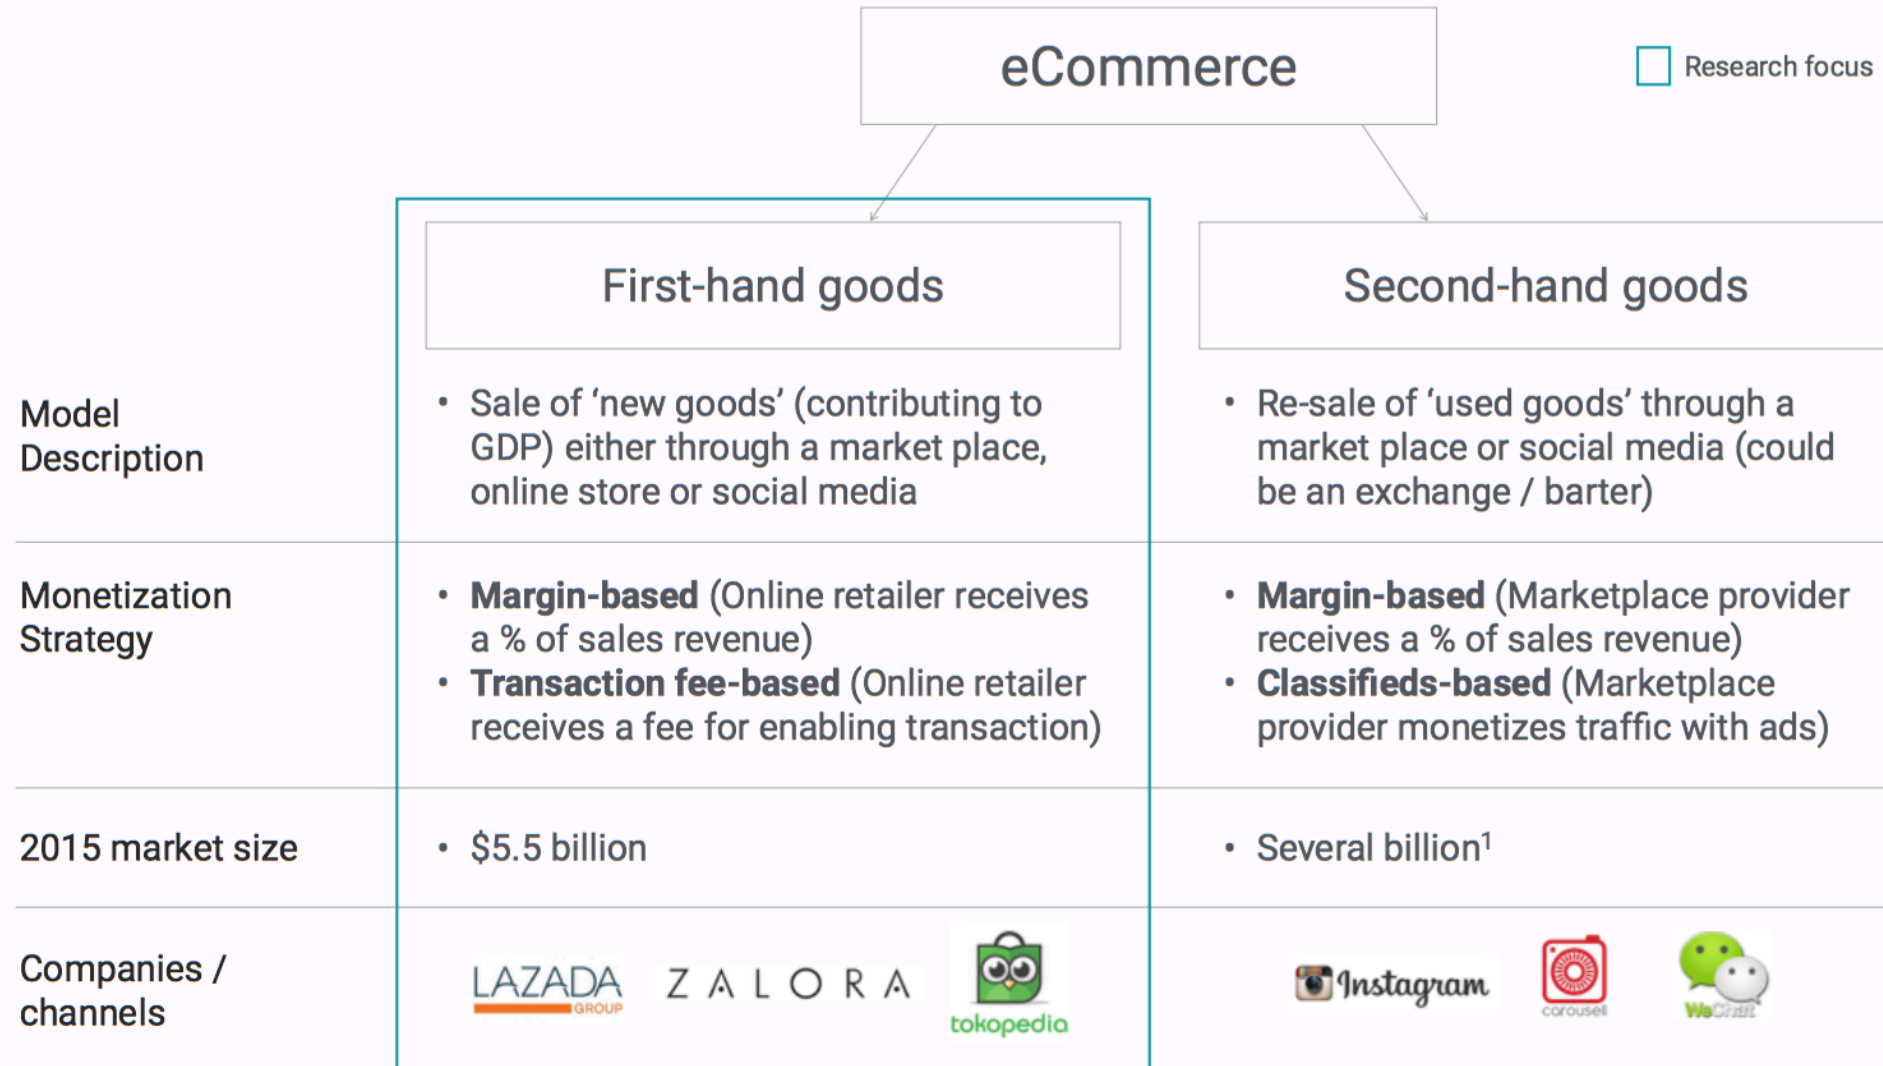 eCommerce
Research focus
First-hand goods
Second-hand goods
Model
Description
• Sale of ‘new goods’ (contributing to
GDP) either through a market place,
online store or social media
• Re-sale of ‘used goods’ through a
market place or social media (could
be an exchange / barter)
Monetization
Strategy
• Margin-based (Online retailer receives
a % of sales revenue)
• Transaction fee-based (Online retailer
receives a fee for enabling transaction)
• Margin-based (Marketplace provider
receives a % of sales revenue)
• Classifieds-based (Marketplace
provider monetizes traffic with ads)
2015 market size
• $5.5 billion
• Several billion¹
Companies /
channels
LAZADA
GROUP
ZALORA
tokopedia
Instagram
carousell
WeChat